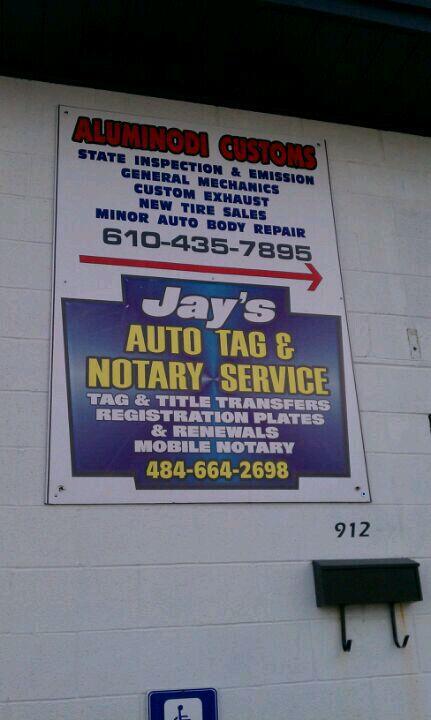 ALUMINODI CUSTOMS
STATE INSPECTION & EMISSION
GENERAL MECHANICS
CUSTOM EXHAUST
NEW TIRE SALES
MINOR AUTO BODY REPAIR
610-435-7895
Jay's
AUTO TAG &
NOTARY SERVICE
TAG & TITLE TRANSFERS
REGISTRATION PLATES
& RENEWALS
MOBILE NOTARY
484-664-2698
912